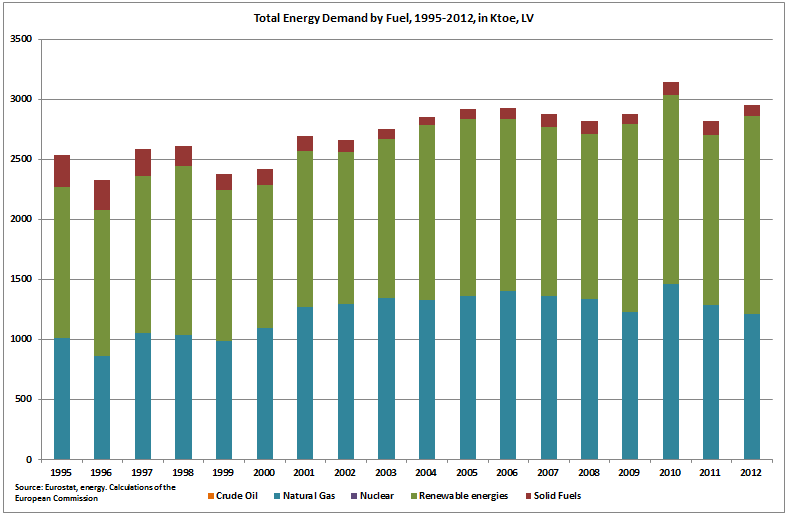 Total Energy Demand by Fuel, 1995-2012, in Ktoe, LV
3500
3000
2500
2000
1500
1000
500
0
1995 1996 1997 1998 1999 2000 2001 2002 2003 2004 2005 2006 2007 2008 2009 2010 2011 2012
Source: Eurostat, energy. Calculations of the
European Commission
Crude Oil Natural Gas Nuclear Renewable energies Solid Fuels